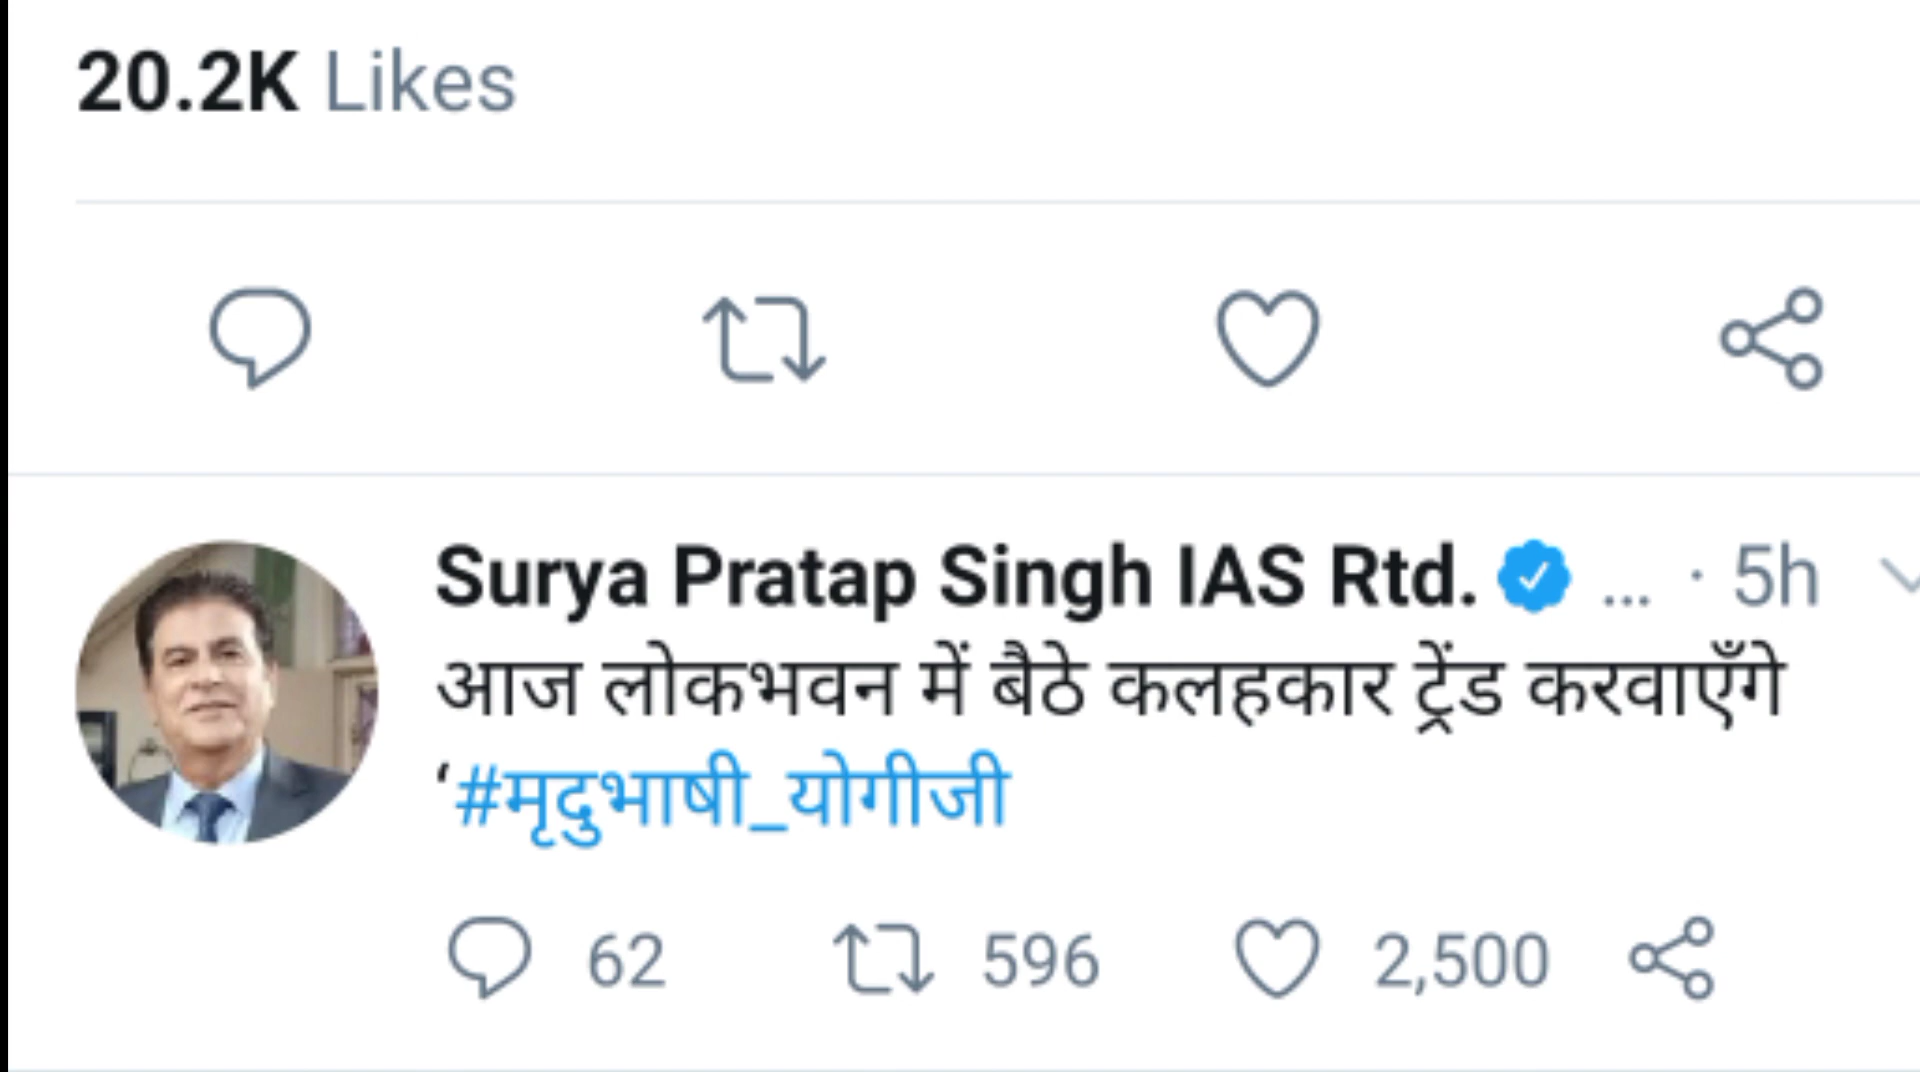 20.2K Likes
Surya Pratap Singh IAS Rtd. ... · 5h
आज लोकभवन में बैठे कलहकार ट्रेंड करवाएँगे
‘#मृदुभाषी_योगीजी
62 596 2,500